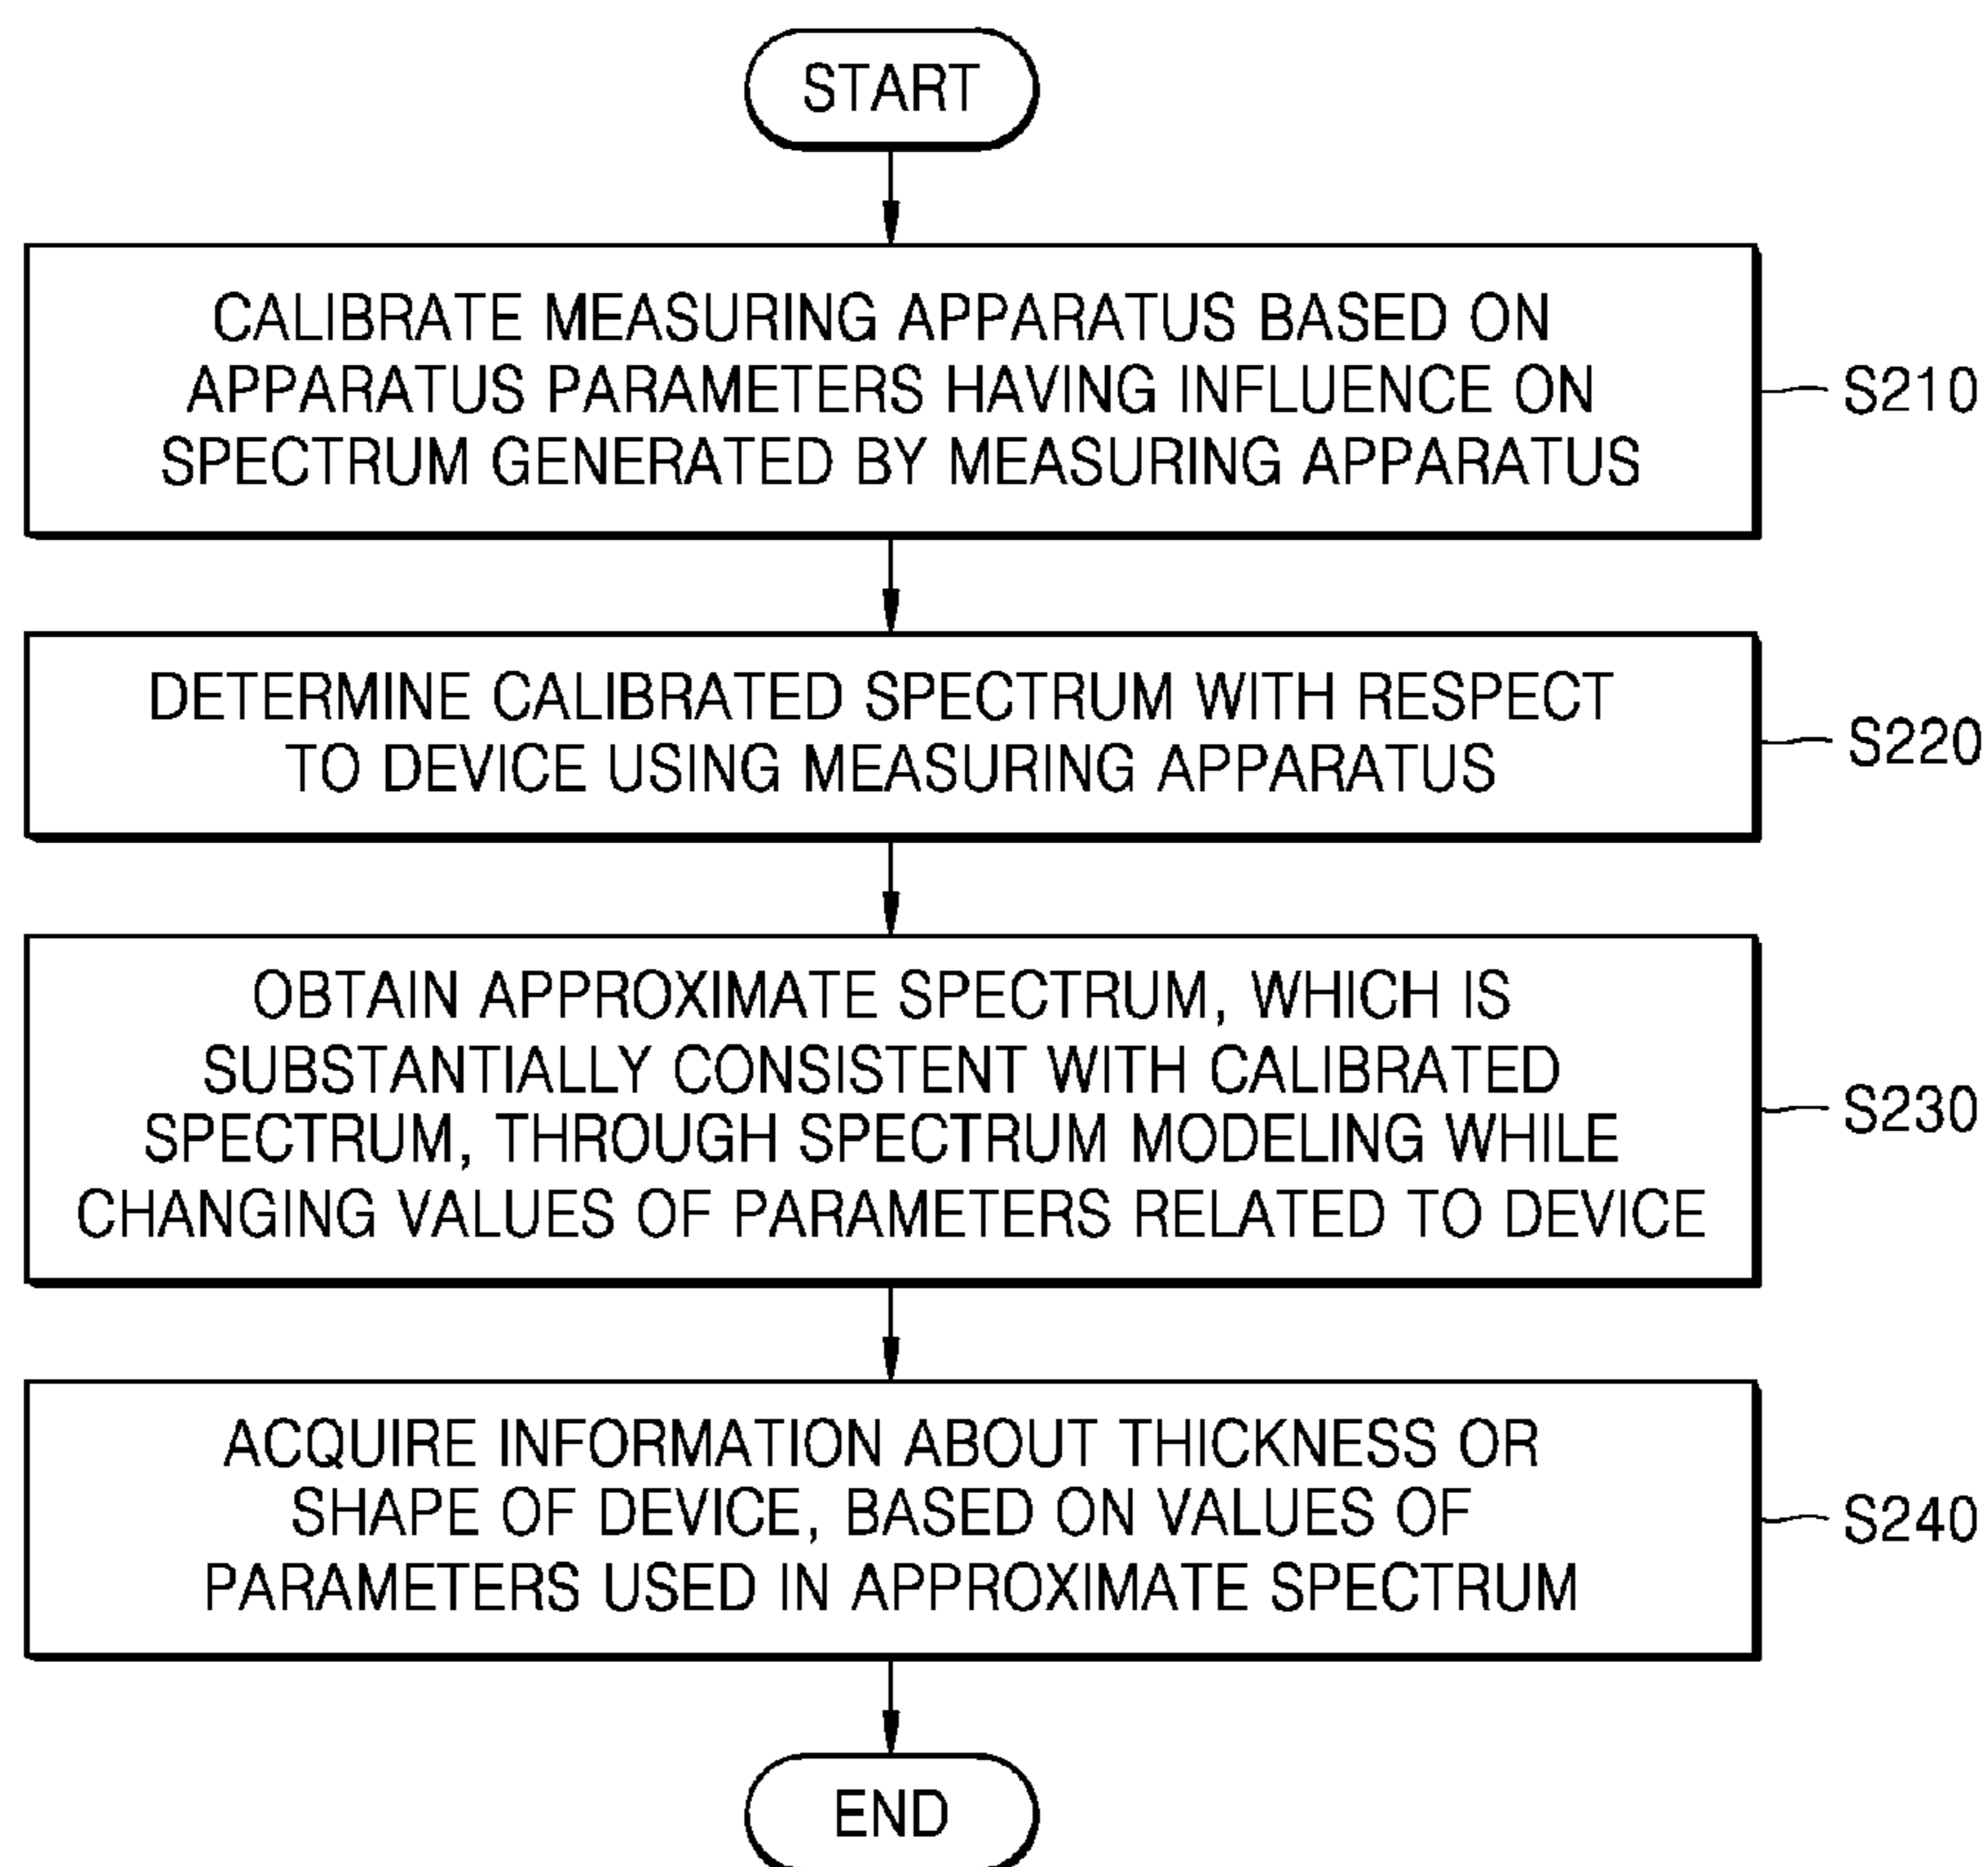 START
CALIBRATE MEASURING APPARATUS BASED ON
APPARATUS PARAMETERS HAVING INFLUENCE ON
SPECTRUM GENERATED BY MEASURING APPARATUS
S210
DETERMINE CALIBRATED SPECTRUM WITH RESPECT
TO DEVICE USING MEASURING APPARATUS
S220
OBTAIN APPROXIMATE SPECTRUM, WHICH IS
SUBSTANTIALLY CONSISTENT WITH CALIBRATED
SPECTRUM, THROUGH SPECTRUM MODELING WHILE
CHANGING VALUES OF PARAMETERS RELATED TO DEVICE
S230
ACQUIRE INFORMATION ABOUT THICKNESS OR
SHAPE OF DEVICE, BASED ON VALUES OF
PARAMETERS USED IN APPROXIMATE SPECTRUM
S240
END